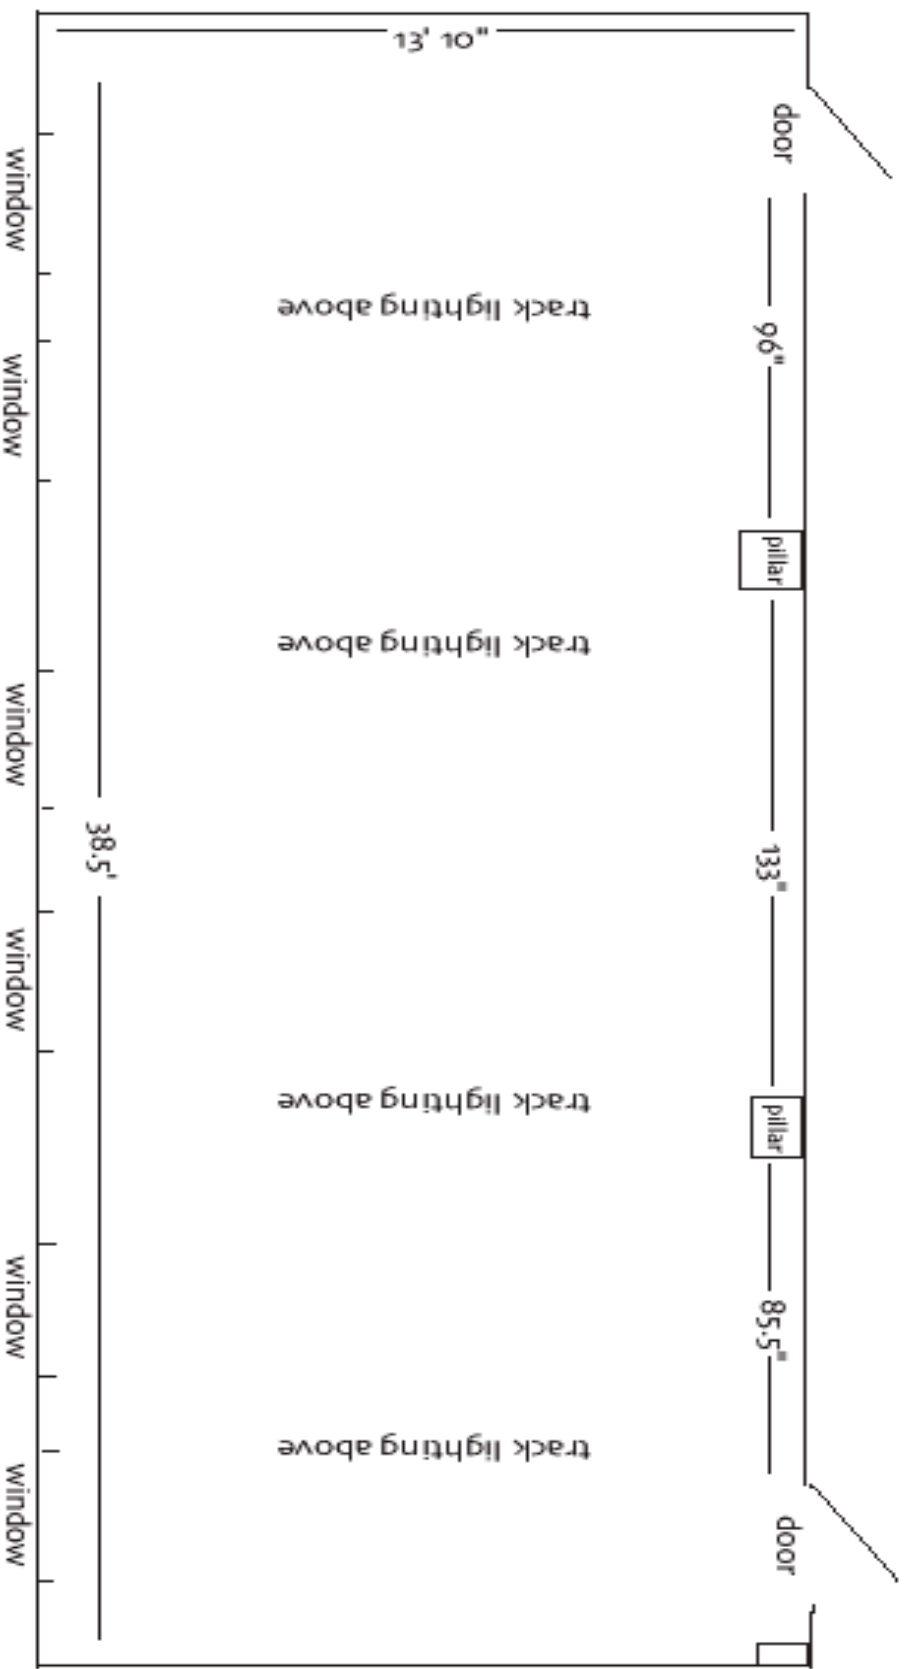 13' 10"
door
window
track lighting above
96"
window
pillar
track lighting above
window
38.5'
133"
window
track lighting above
pillar
window
85.5"
track lighting above
window
door